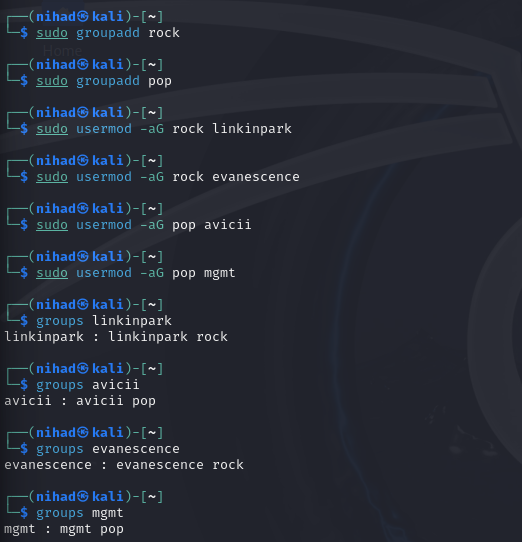 ┌──(nihad㉿kali)-[~]
└─$ sudo groupadd rock
Home
┌──(nihad㉿kali)-[~]
└─$ sudo groupadd pop
┌──(nihad㉿kali)-[~]
└─$ sudo usermod -aG rock linkinpark
┌──(nihad㉿kali)-[~]
└─$ sudo usermod -aG rock evanescence
┌──(nihad㉿kali)-[~]
└─$ sudo usermod -aG pop avicii
┌──(nihad㉿kali)-[~]
└─$ sudo usermod -aG pop mgmt
┌──(nihad㉿kali)-[~]
└─$ groups linkinpark
linkinpark : linkinpark rock
┌──(nihad㉿kali)-[~]
└─$ groups avicii
avicii : avicii pop
┌──(nihad㉿kali)-[~]
└─$ groups evanescence
evanescence : evanescence rock
┌──(nihad㉿kali)-[~]
└─$ groups mgmt
mgmt : mgmt pop